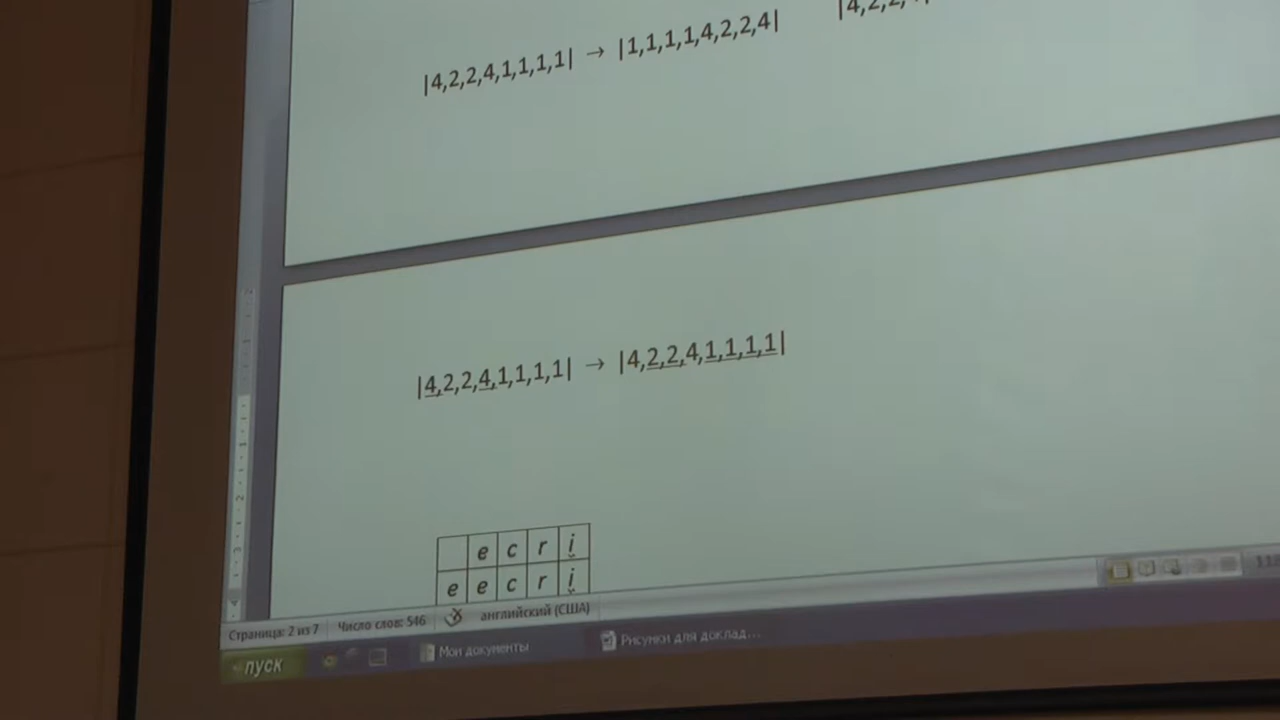 |4,2,2,4,1,1,1,1| → |1,1,1,1,4,2,2,4|
|4,2,2,4,1,1,1,1| → |4,2,2,4,1,1,1,1|
e c r i̯
e e c r i̯
Страница: 2 из 7 Число слов: 546 английский (США)
пуск Мои документы Рисунки для доклад...